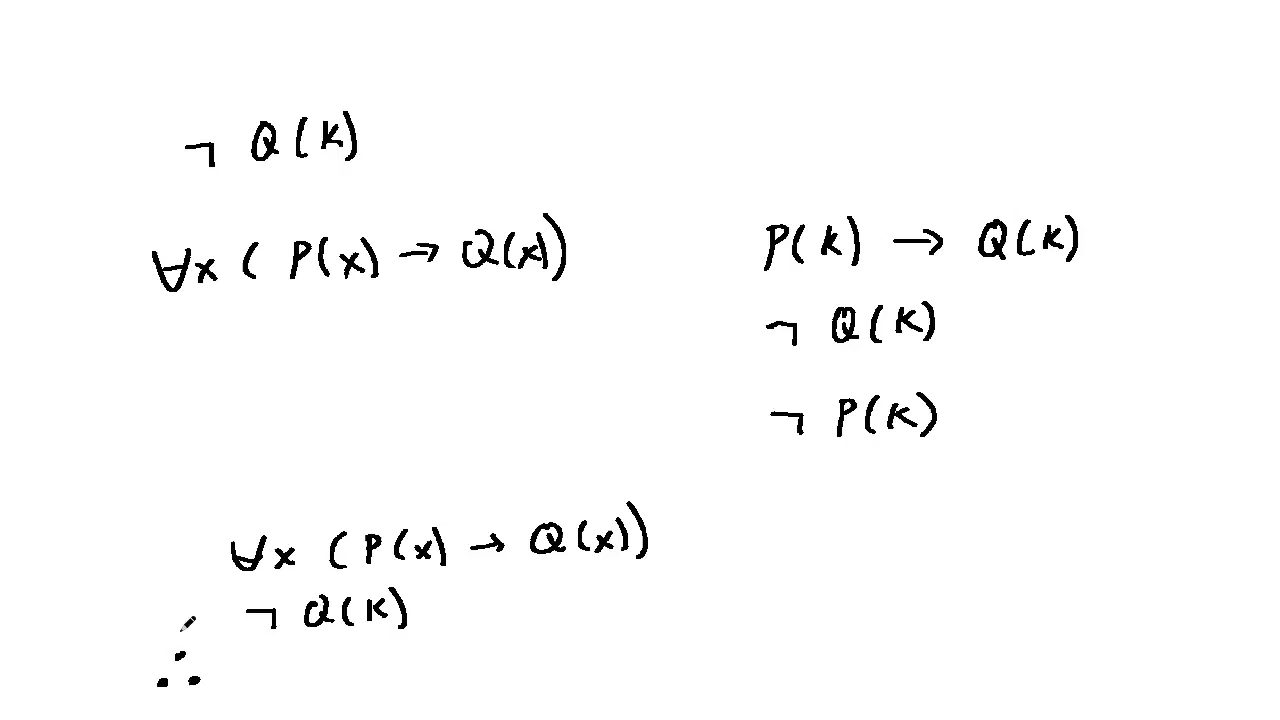 ¬ Q(k)
∀x ( P(x) → Q(x))
P(k) → Q(k)
¬ Q(k)
¬ P(k)
∀x (P(x) → Q(x))
¬ Q(k)
∴